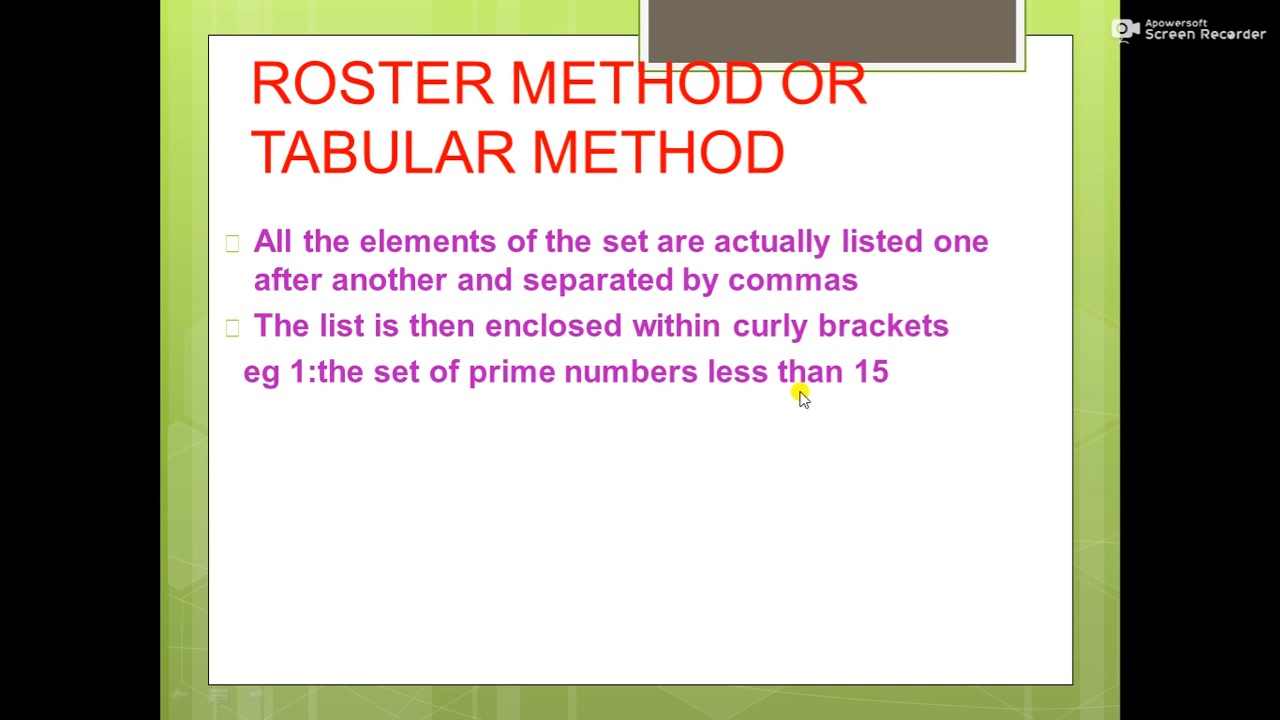 Apowersoft
Screen Recorder
ROSTER METHOD OR
TABULAR METHOD
All the elements of the set are actually listed one
after another and separated by commas
The list is then enclosed within curly brackets
eg 1:the set of prime numbers less than 15